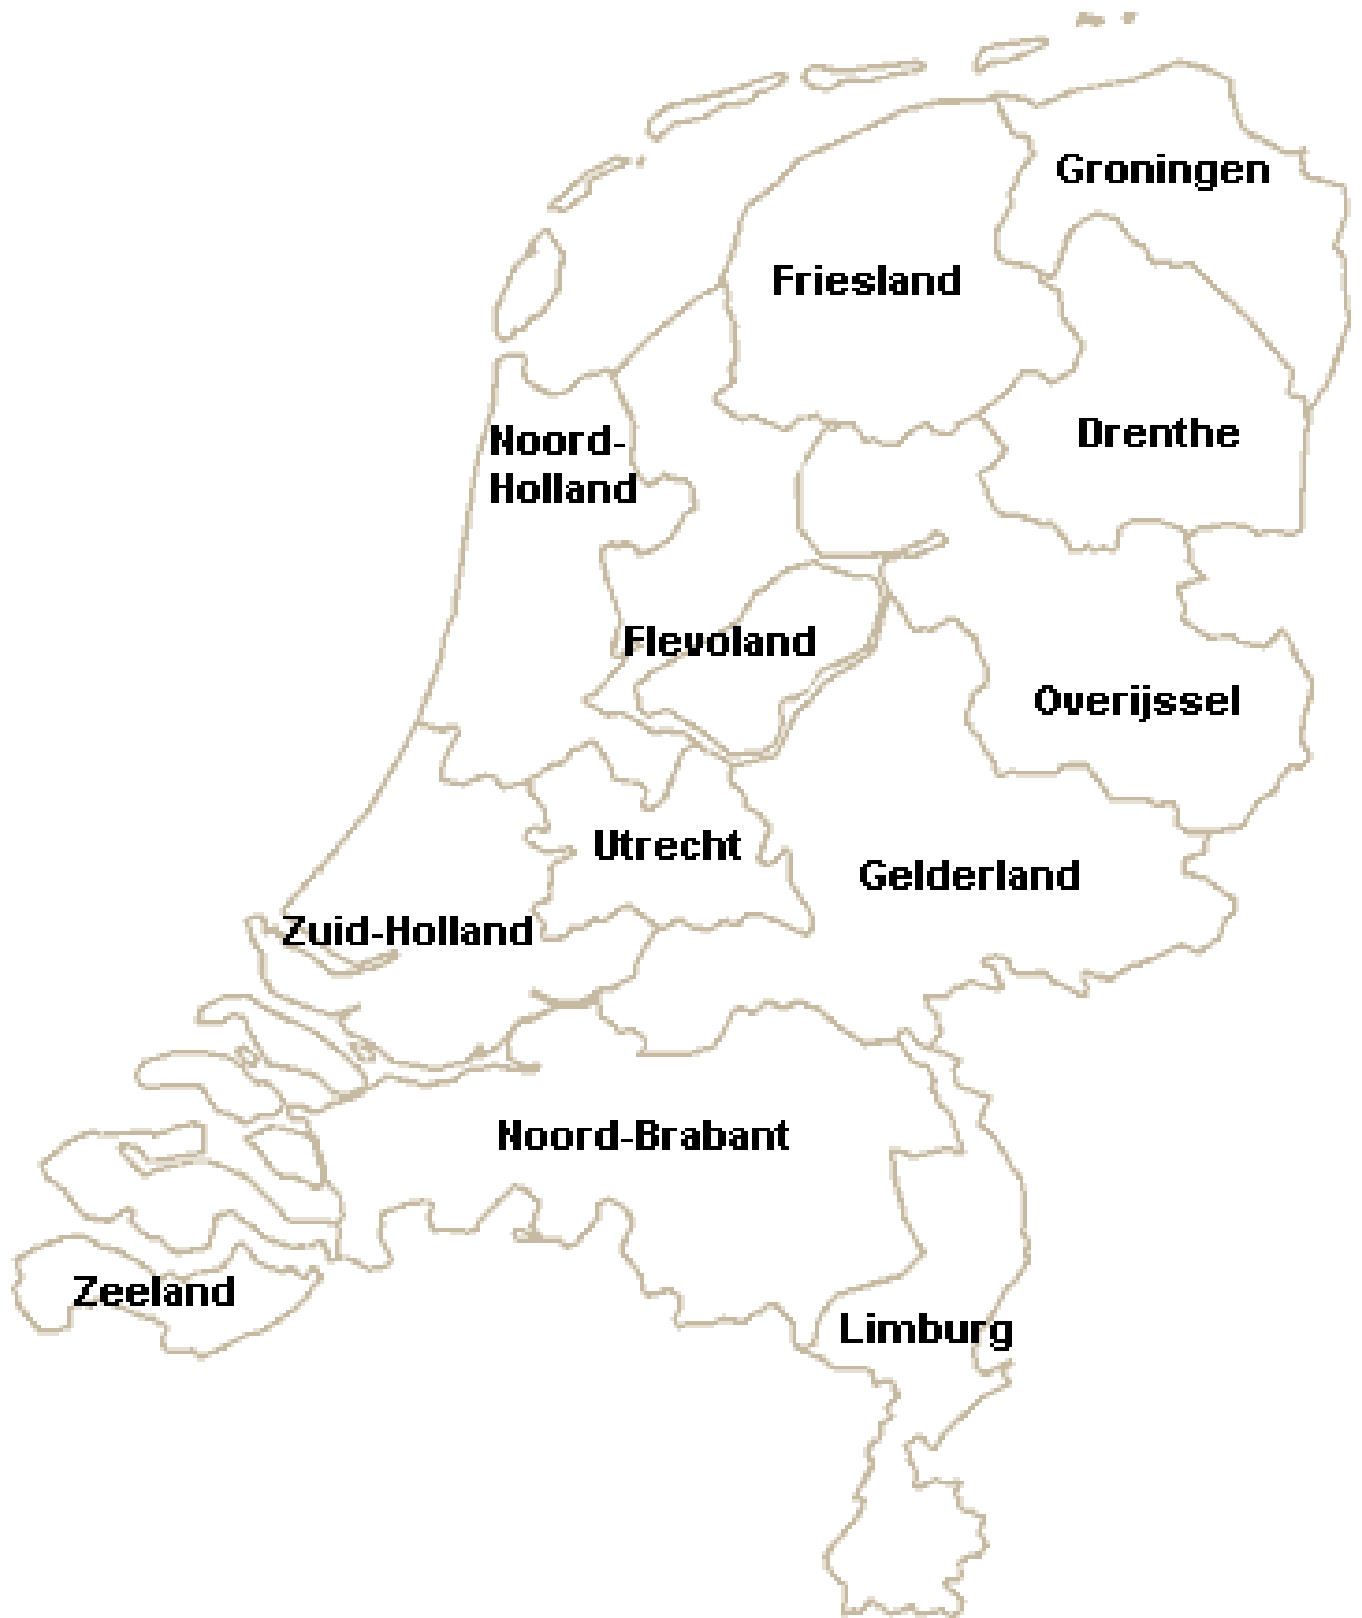 Groningen
Friesland
Drenthe
Noord-
Holland
Flevoland
Overijssel
Utrecht
Gelderland
Zuid-Holland
Noord-Brabant
Zeeland
Limburg